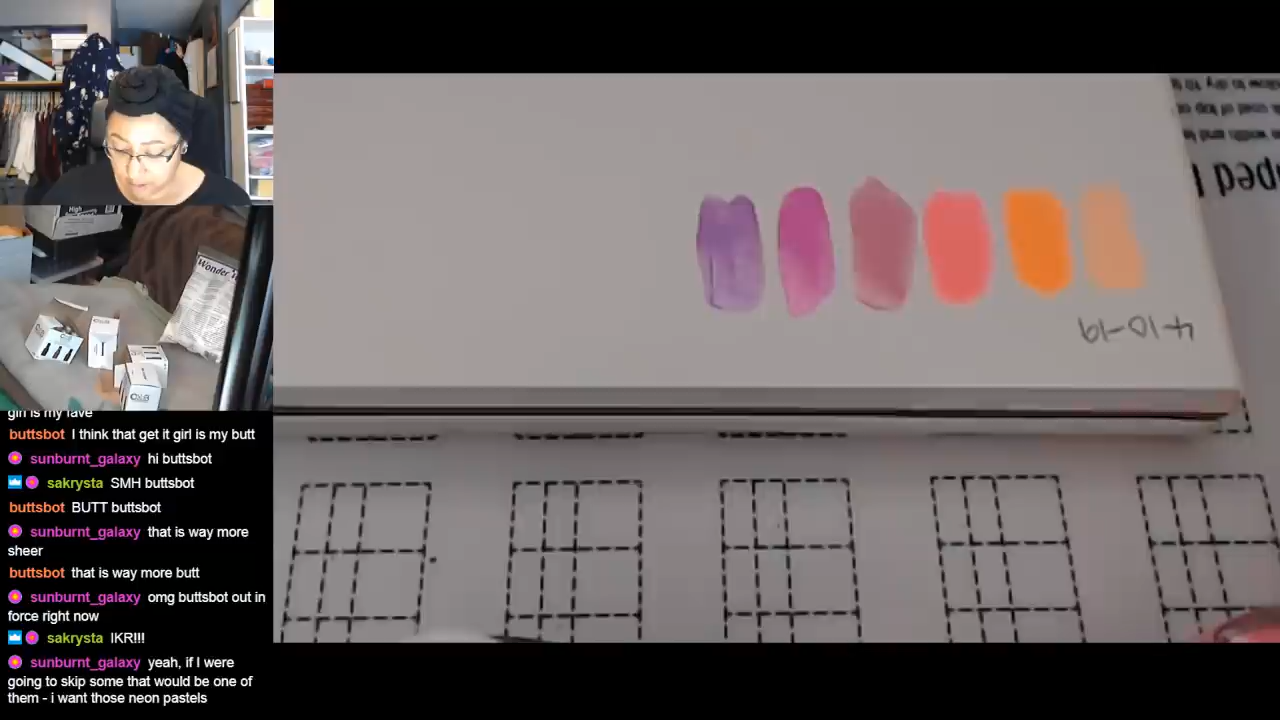 High
Wonder
girl is my fave
buttsbot I think that get it girl is my butt
sunburnt_galaxy hi buttsbot
sakrysta SMH buttsbot
buttsbot BUTT buttsbot
sunburnt_galaxy that is way more
sheer
buttsbot that is way more butt
sunburnt_galaxy omg buttsbot out in
force right now
sakrysta IKR!!!
sunburnt_galaxy yeah, if I were
going to skip some that would be one of
them - i want those neon pastels
4-10-19